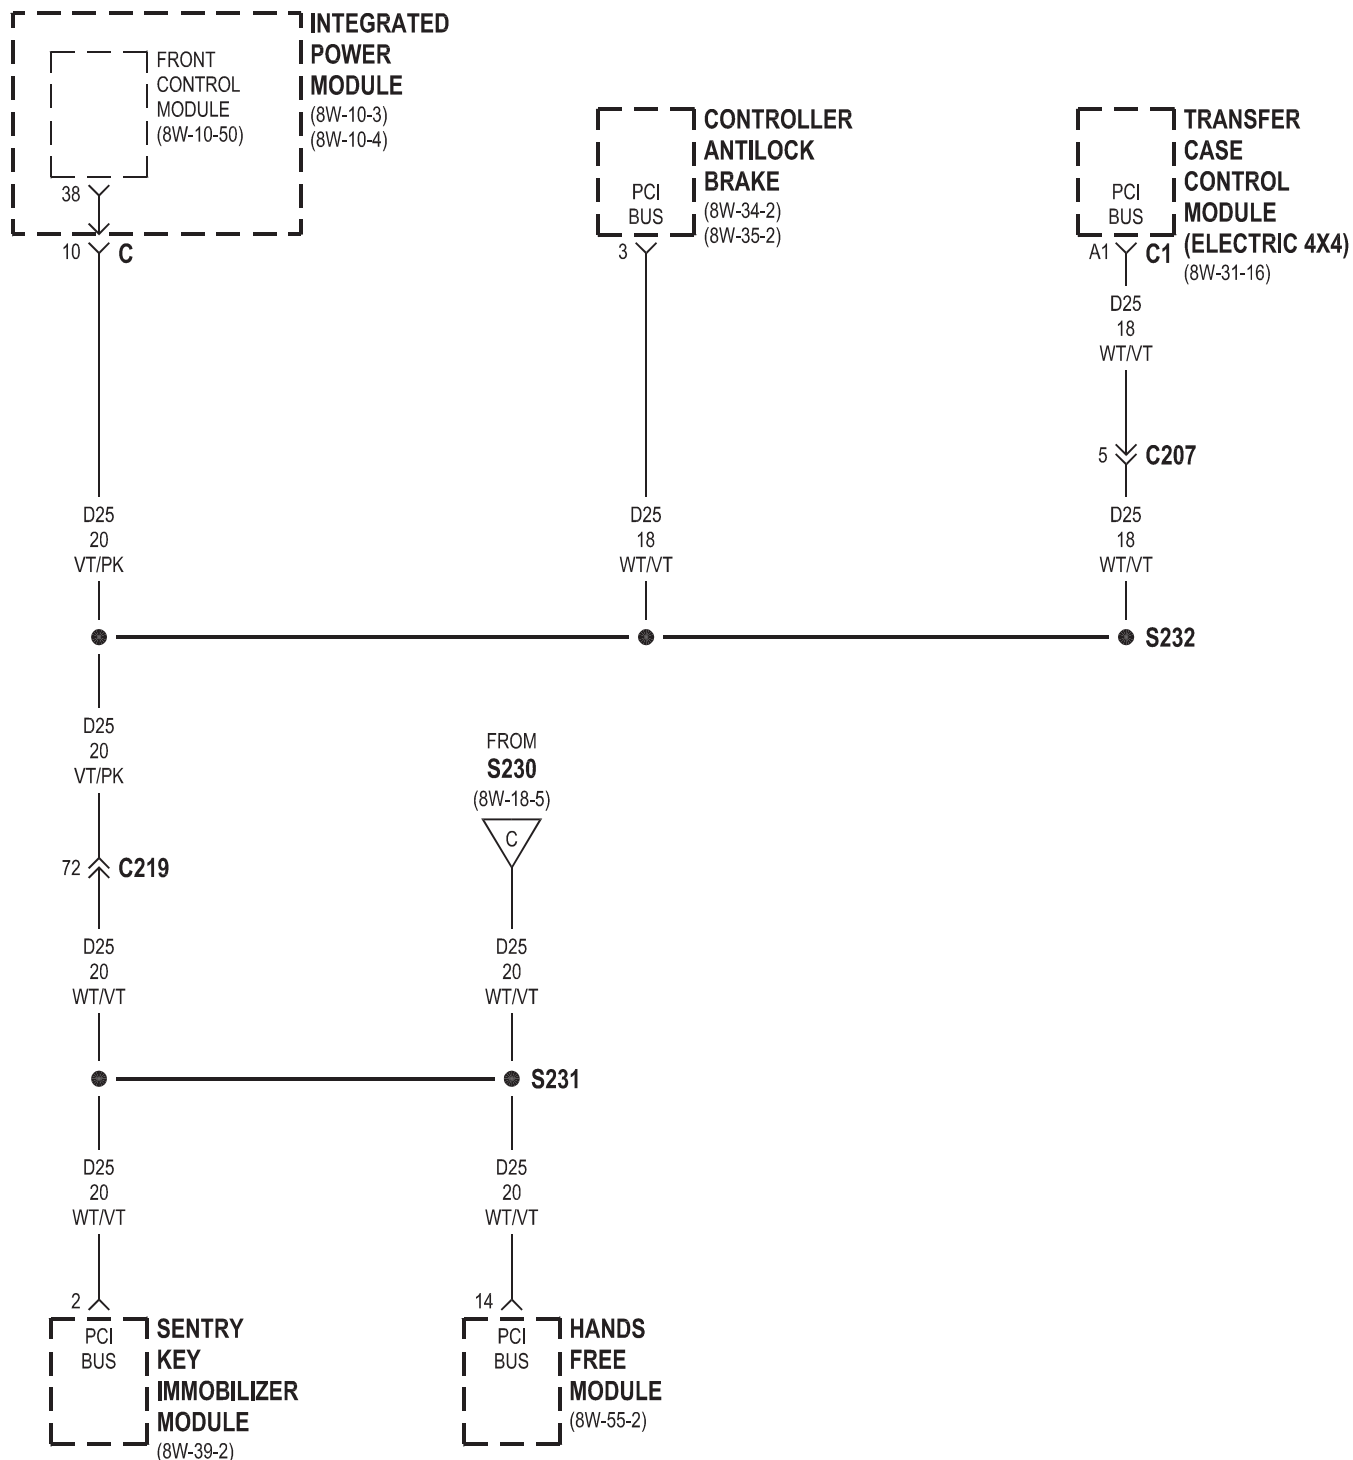 INTEGRATED
POWER
MODULE
(8W-10-3)
(8W-10-4)
FRONT
CONTROL
MODULE
(8W-10-50)
38
10
C
CONTROLLER
ANTILOCK
BRAKE
(8W-34-2)
(8W-35-2)
PCI
BUS
3
TRANSFER
CASE
CONTROL
MODULE
(ELECTRIC 4X4)
(8W-31-16)
PCI
BUS
A1
C1
D25
18
WT/VT
5
C207
D25
20
VT/PK
D25
18
WT/VT
D25
18
WT/VT
S232
D25
20
VT/PK
FROM
S230
(8W-18-5)
C
72
C219
D25
20
WT/VT
D25
20
WT/VT
S231
D25
20
WT/VT
D25
20
WT/VT
2
PCI
BUS
SENTRY
KEY
IMMOBILIZER
MODULE
(8W-39-2)
14
PCI
BUS
HANDS
FREE
MODULE
(8W-55-2)